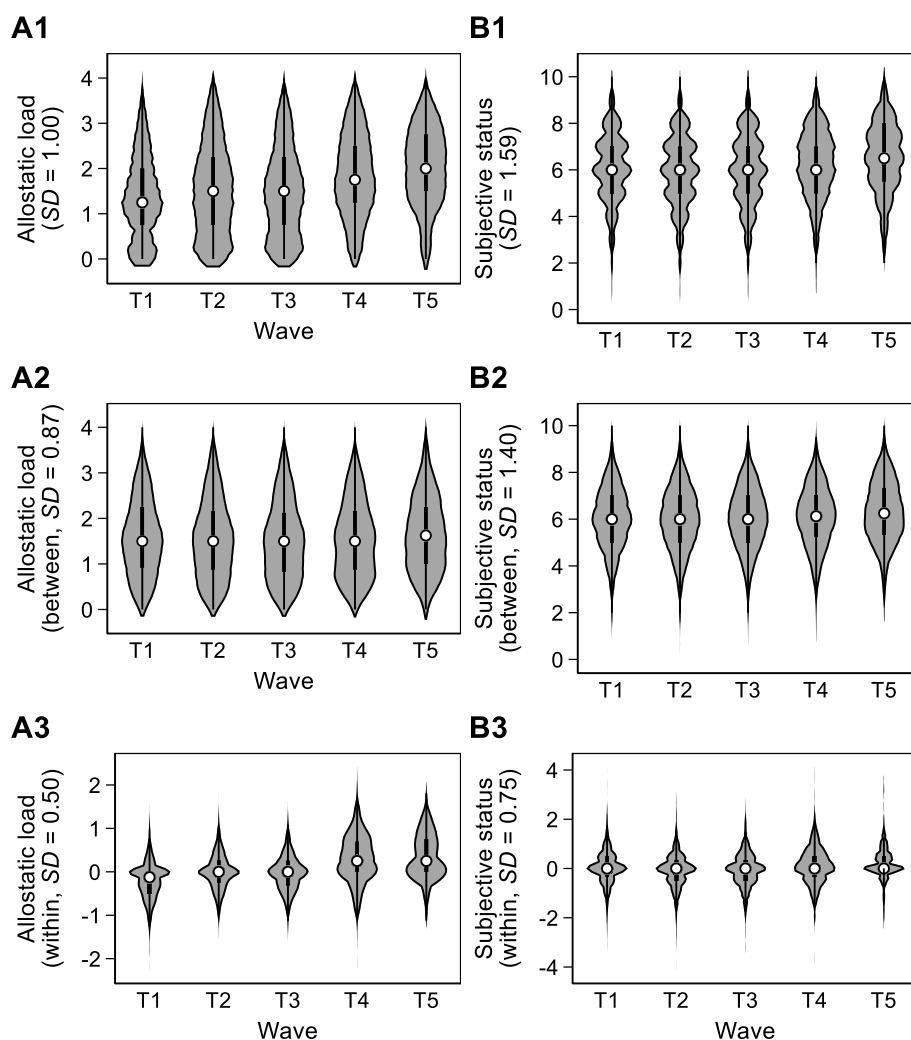 A1
Allostatic load
(SD = 1.00)
4
3
2
1
0
T1 T2 T3 T4 T5
Wave
B1
Subjective status
(SD = 1.59)
10
8
6
4
2
0
T1 T2 T3 T4 T5
A2
Allostatic load
(between, SD = 0.87)
4
3
2
1
0
T1 T2 T3 T4 T5
Wave
B2
Subjective status
(between, SD = 1.40)
10
8
6
4
2
0
T1 T2 T3 T4 T5
A3
Allostatic load
(within, SD = 0.50)
2
1
0
-1
-2
T1 T2 T3 T4 T5
Wave
B3
Subjective status
(within, SD = 0.75)
4
2
0
-2
-4
T1 T2 T3 T4 T5
Wave